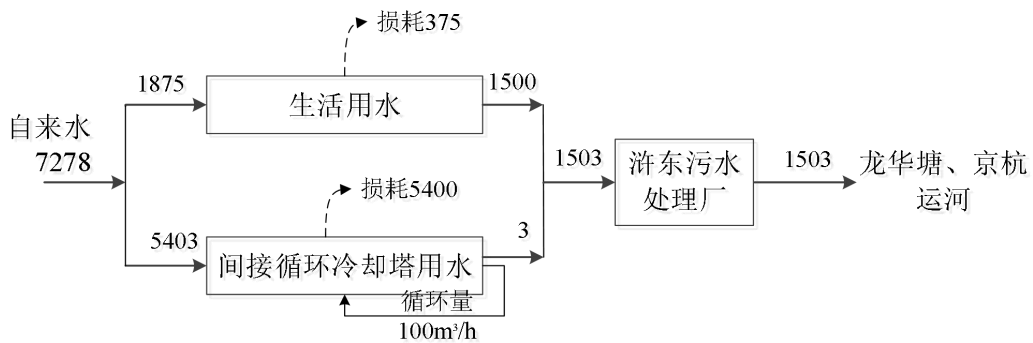 损耗375
1875
生活用水
1500
自来水
7278
1503
浒东污水
处理厂
1503
龙华塘、京杭
运河
损耗5400
5403
间接循环冷却塔用水
3
循环量
100m³/h